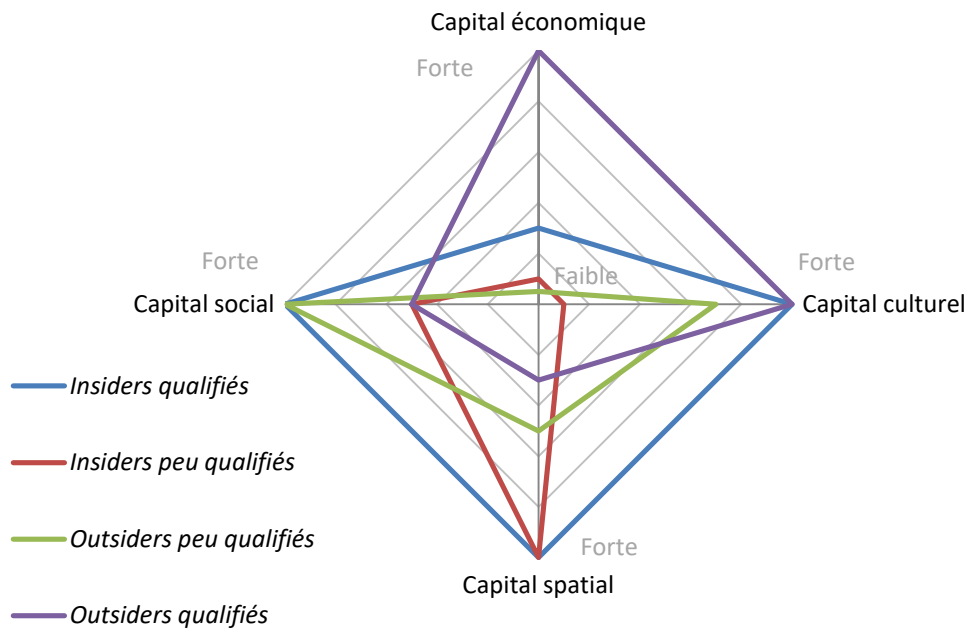 Capital économique
Forte
Forte
Faible
Forte
Capital social
Capital culturel
Insiders qualifiés
Insiders peu qualifiés
Outsiders peu qualifiés
Forte
Capital spatial
Outsiders qualifiés